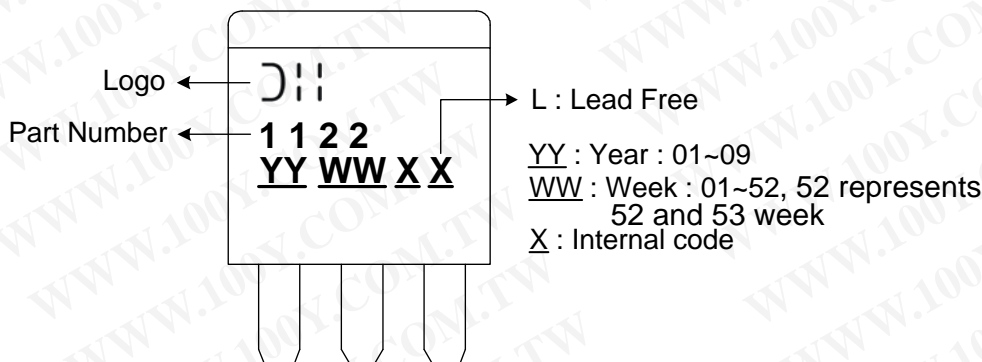 Logo
Part Number
1 1 2 2
YY WW X X
L : Lead Free
YY : Year : 01~09
WW : Week : 01~52, 52 represents
52 and 53 week
X : Internal code
WWW.100Y.COM.TW